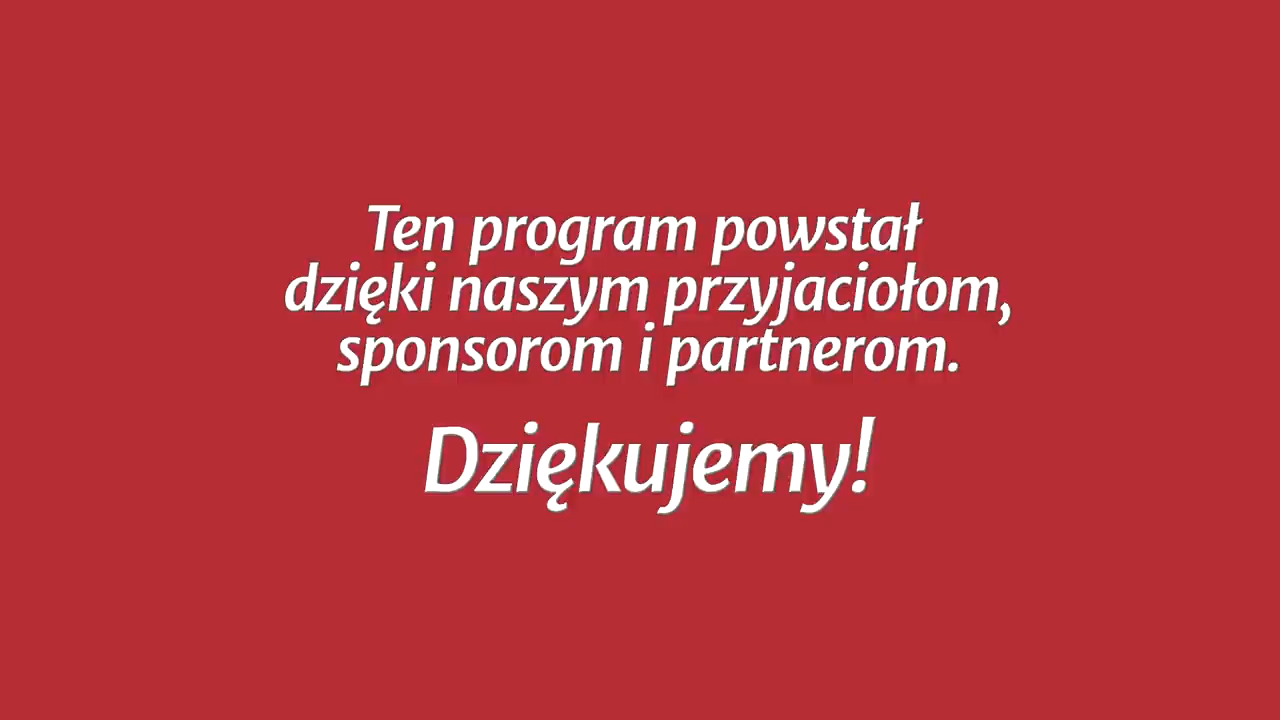 Ten program powstał
dzięki naszym przyjaciołom,
sponsorom i partnerom.
Dziękujemy!